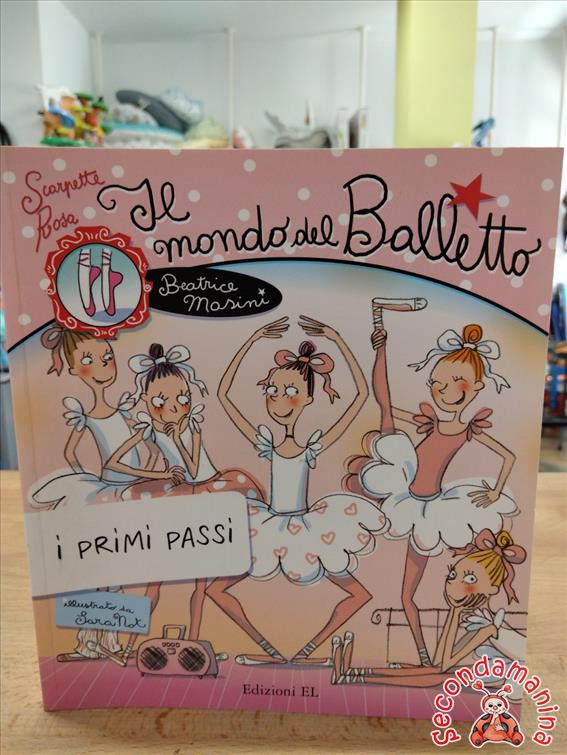 Scarpette
Rosa
Il mondo del Balletto
Beatrice
Masini
i PRIMI PASSI
illustrato da
Sara Not
Edizioni EL
Secondamanina